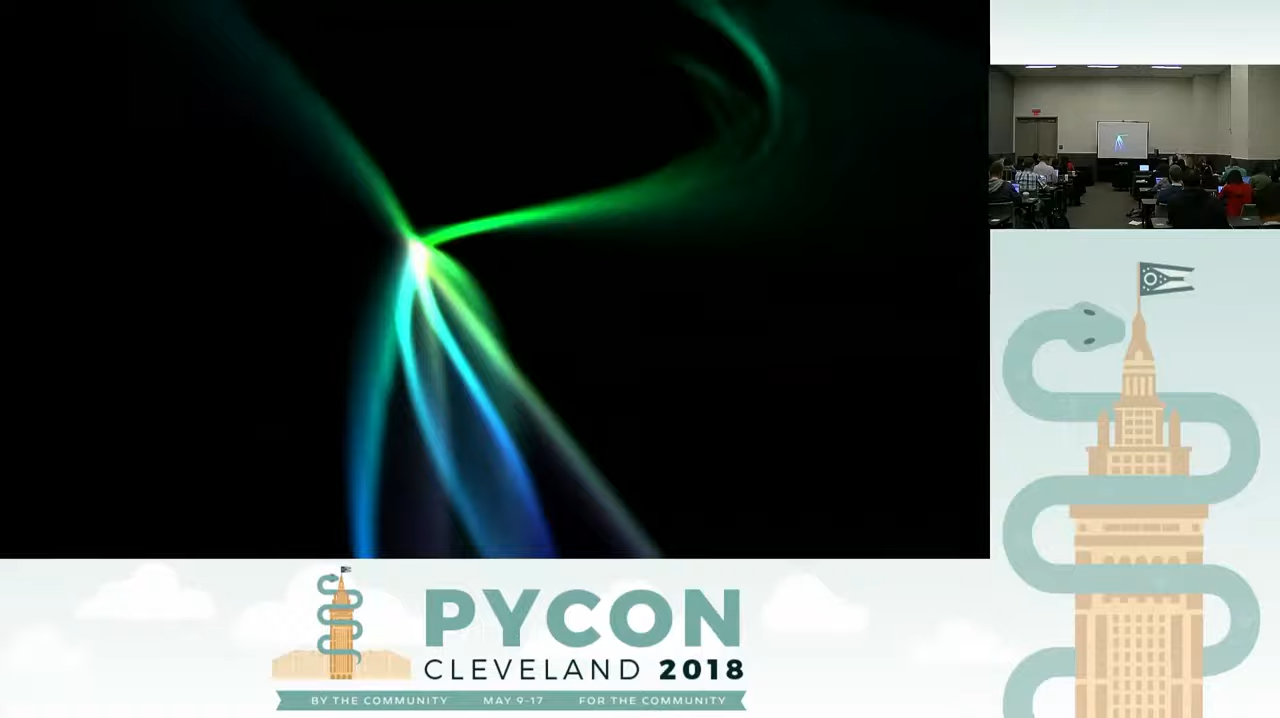 PYCON
CLEVELAND 2018
BY THE COMMUNITY MAY 9-17 FOR THE COMMUNITY